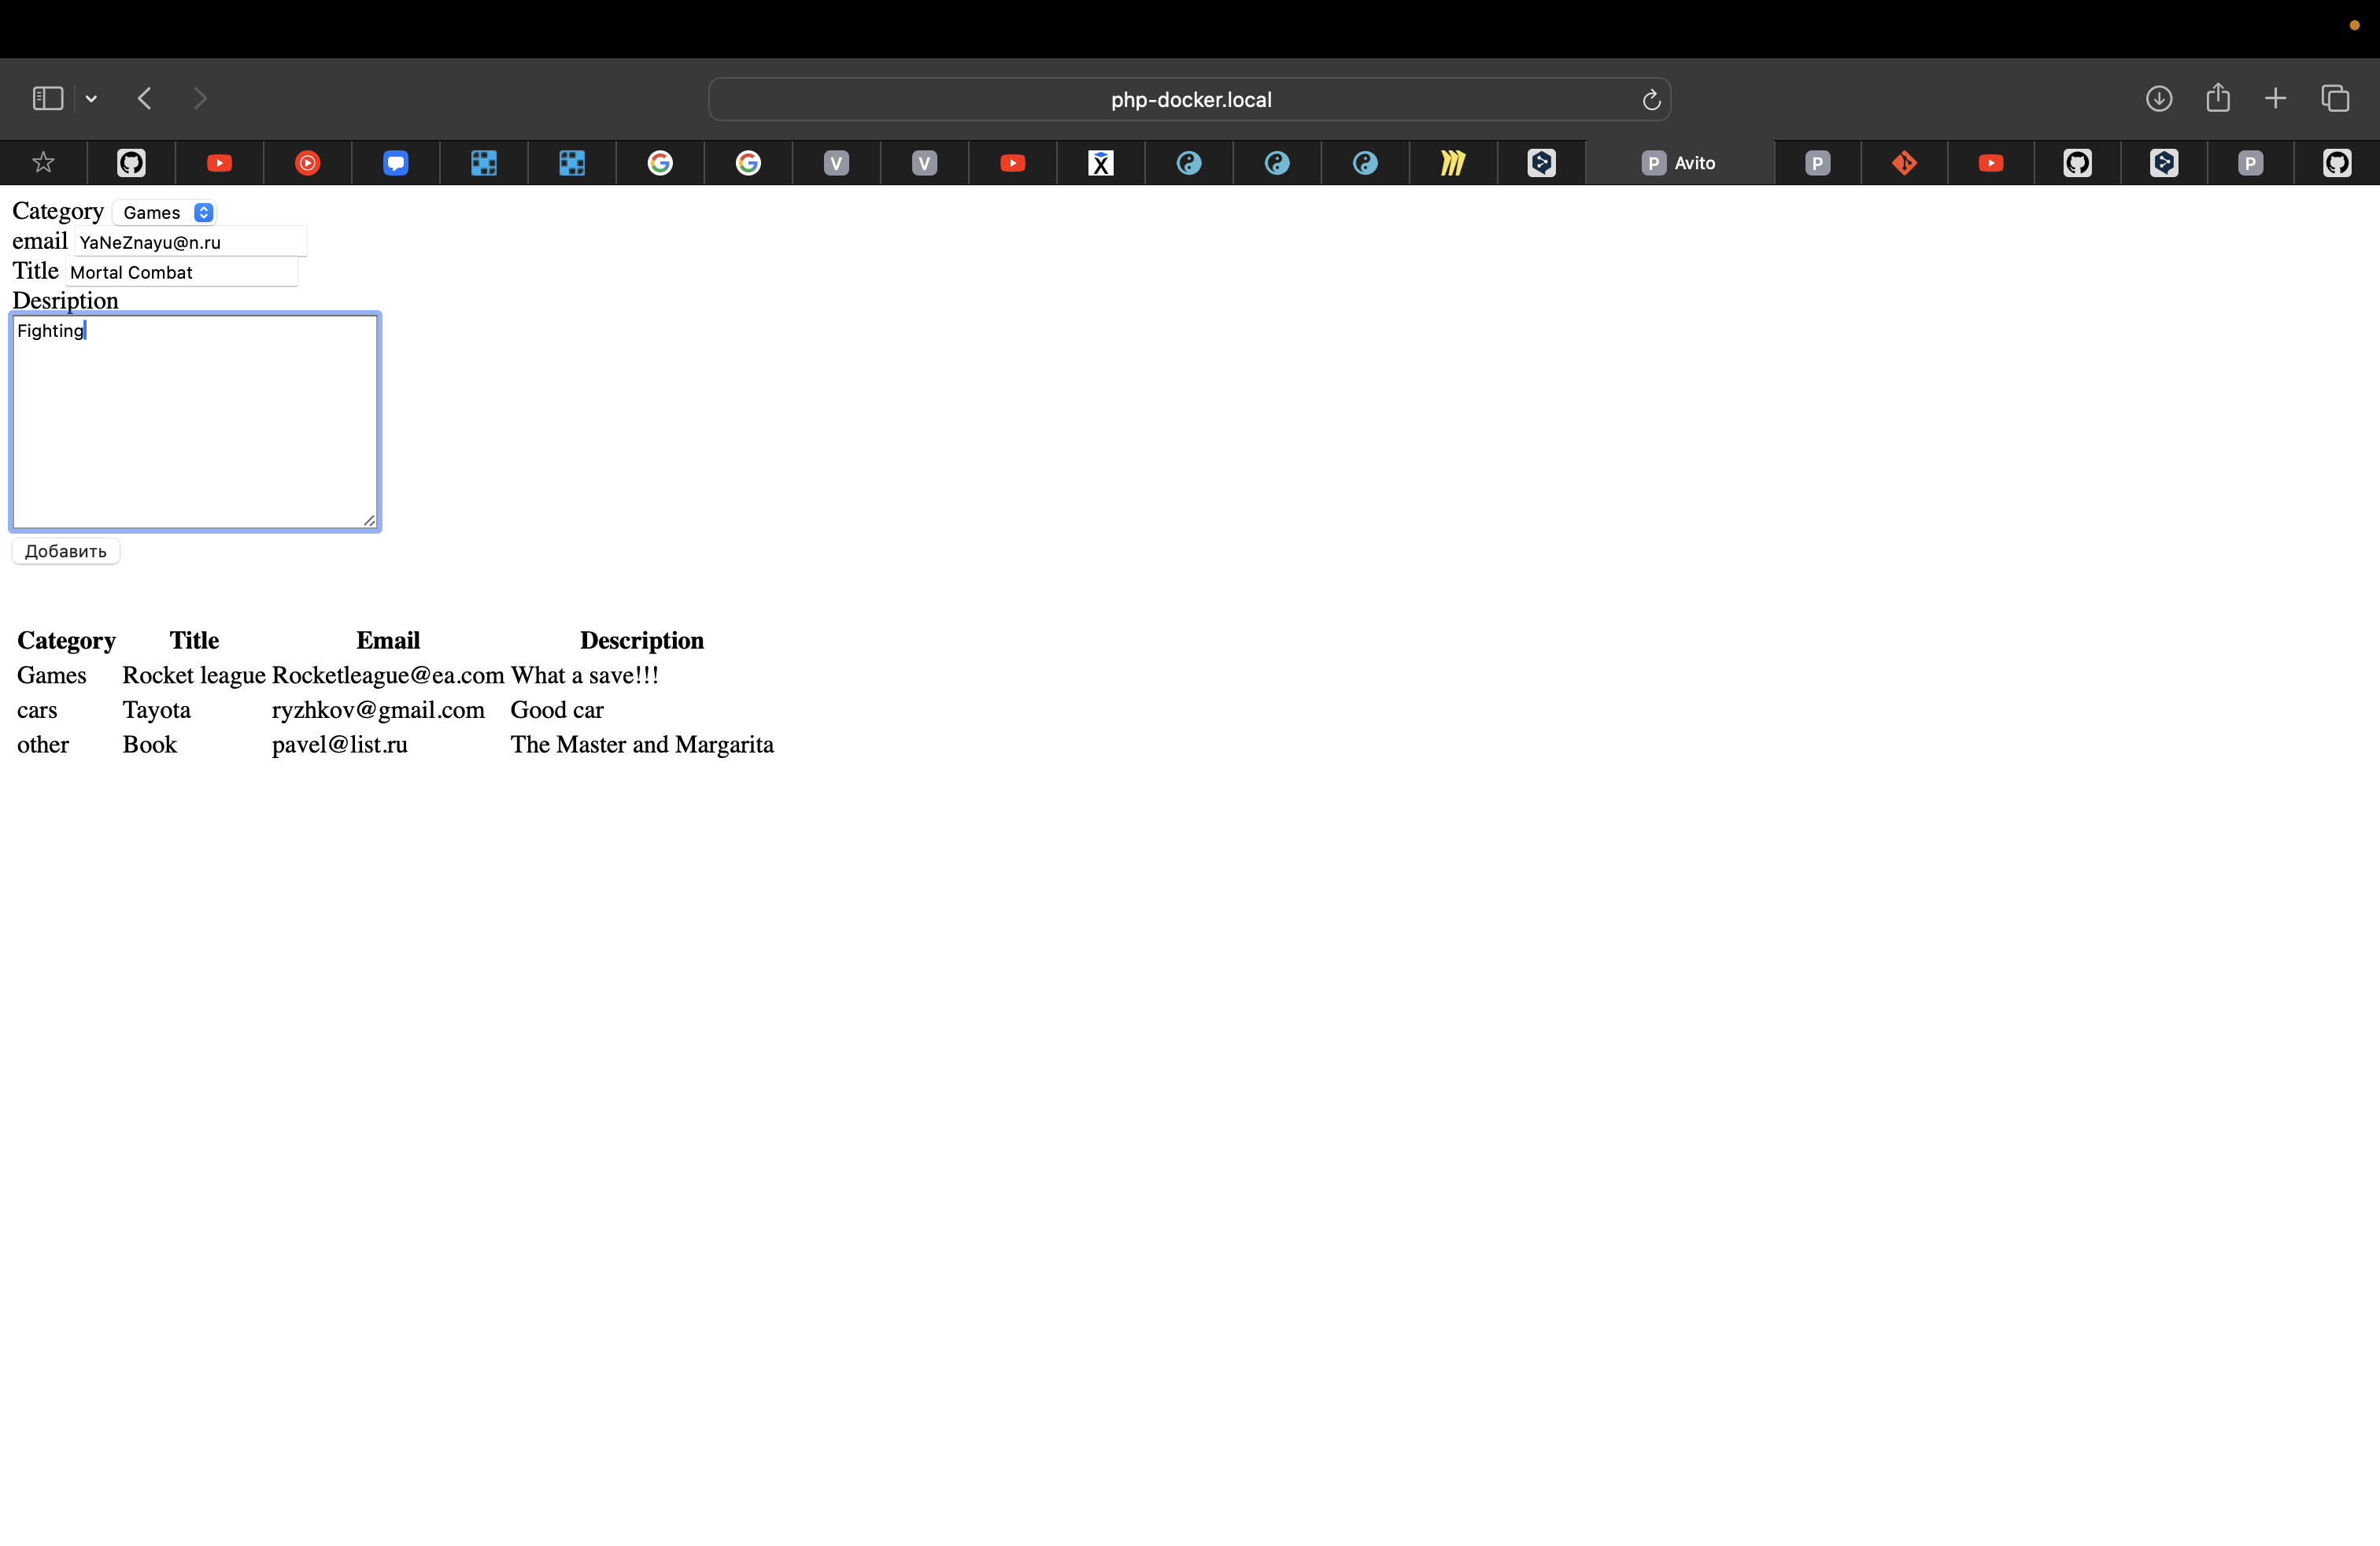 php-docker.local
V V X P Avito P P
Category Games
email YaNeZnayu@n.ru
Title Mortal Combat
Desription
Fighting
Добавить
Category Title Email Description
Games Rocket league Rocketleague@ea.com What a save!!!
cars Tayota ryzhkov@gmail.com Good car
other Book pavel@list.ru The Master and Margarita